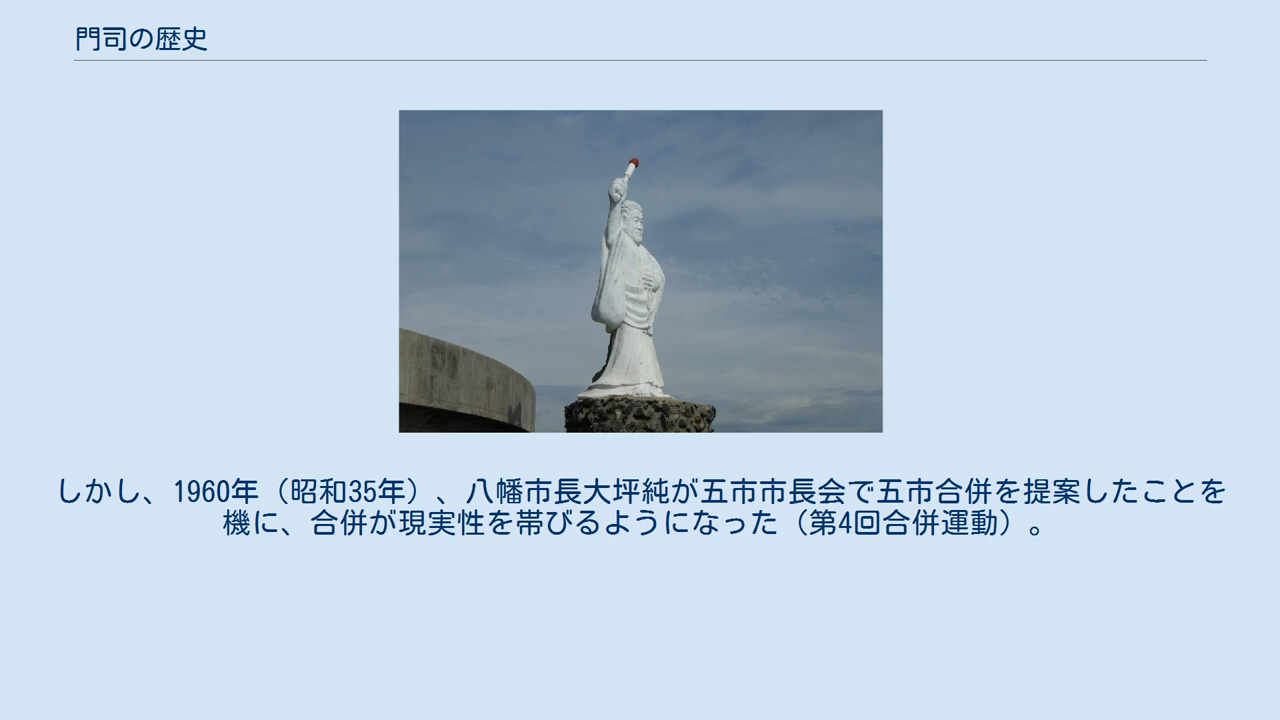 門司の歴史
しかし、1960年（昭和35年）、八幡市長大坪純が五市市長会で五市合併を提案したことを
機に、合併が現実性を帯びるようになった（第4回合併運動）。